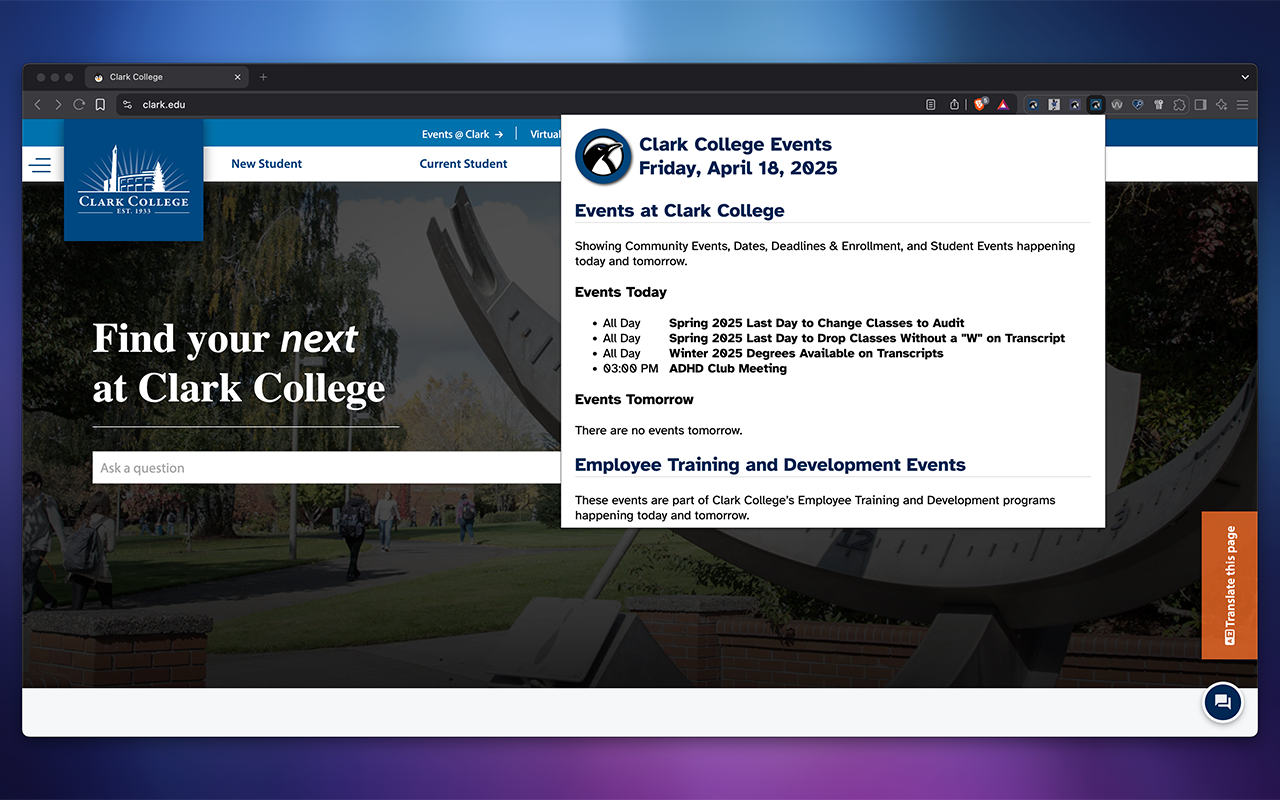 Clark College
clark.edu
5
Events @ Clark → Virtual
New Student
Current Student
CLARK COLLEGE
EST. 1933
Find your next
at Clark College
Ask a question
Clark College Events
Friday, April 18, 2025
Events at Clark College
Showing Community Events, Dates, Deadlines & Enrollment, and Student Events happening
today and tomorrow.
Events Today
• All Day Spring 2025 Last Day to Change Classes to Audit
• All Day Spring 2025 Last Day to Drop Classes Without a "W" on Transcript
• All Day Winter 2025 Degrees Available on Transcripts
• 03:00 PM ADHD Club Meeting
Events Tomorrow
There are no events tomorrow.
Employee Training and Development Events
These events are part of Clark College's Employee Training and Development programs
happening today and tomorrow.
12
Translate this page